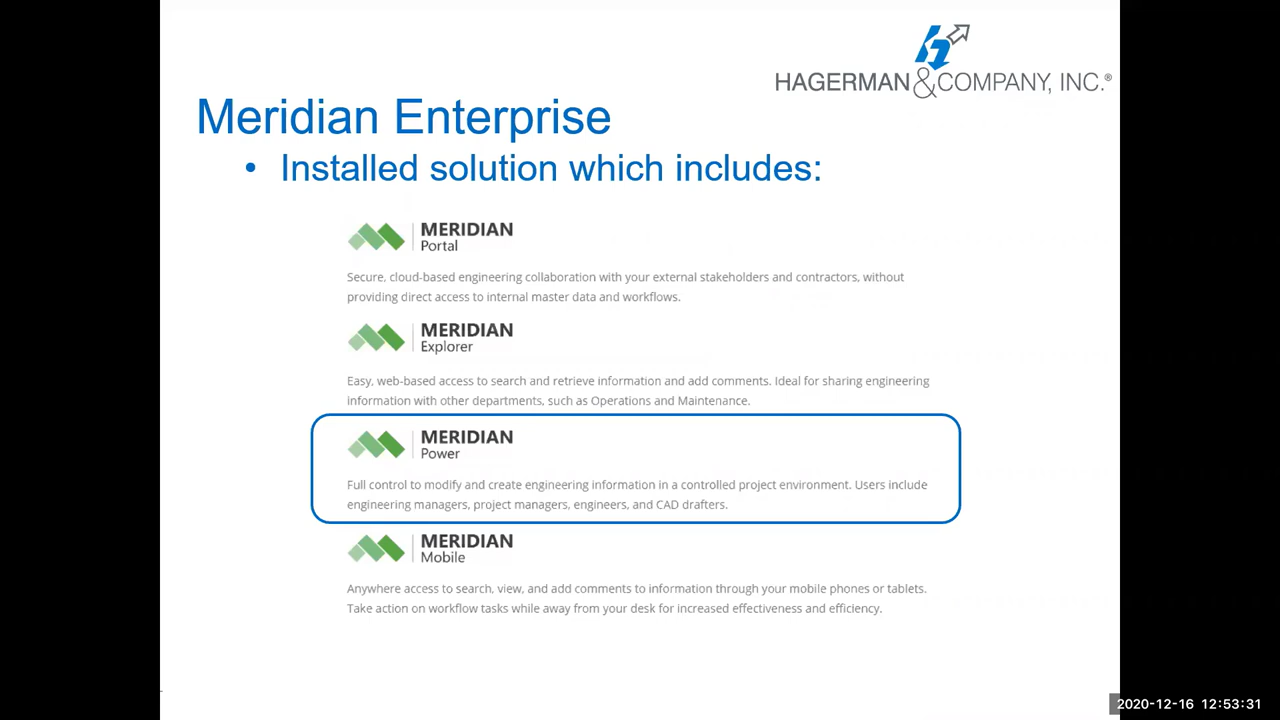 HAGERMAN & COMPANY, INC.®
Meridian Enterprise
• Installed solution which includes:
MERIDIAN
Portal
Secure, cloud-based engineering collaboration with your external stakeholders and contractors, without
providing direct access to internal master data and workflows.
MERIDIAN
Explorer
Easy, web-based access to search and retrieve information and add comments. Ideal for sharing engineering
information with other departments, such as Operations and Maintenance.
MERIDIAN
Power
Full control to modify and create engineering information in a controlled project environment. Users include
engineering managers, project managers, engineers, and CAD drafters.
MERIDIAN
Mobile
Anywhere access to search, view, and add comments to information through your mobile phones or tablets.
Take action on workflow tasks while away from your desk for increased effectiveness and efficiency.
2020-12-16 12:53:31